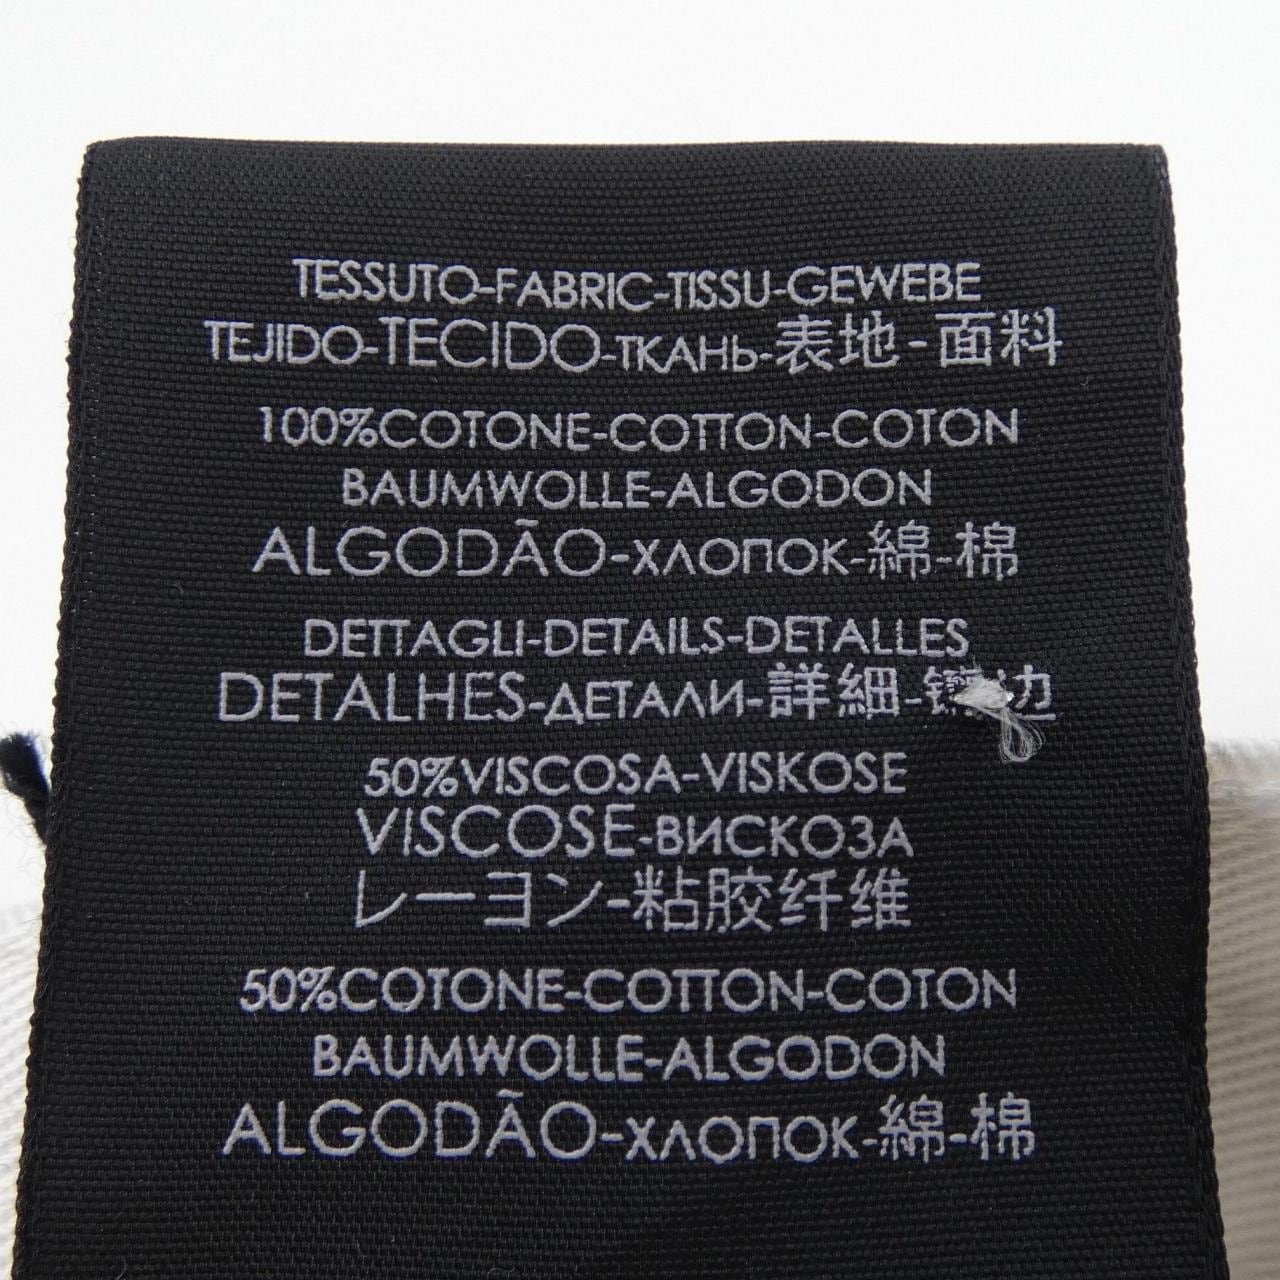 TESSUTO-FABRIC-TISSU-GEWEBE
TEJIDO-TECIDO-ТКАНЬ-表地-面料
100%COTONE-COTTON-COTON
BAUMWOLLE-ALGODON
ALGODÃO-ХЛОПОК-綿-棉
DETTAGLI-DETAILS-DETALLES
DETALHES-ДЕТАЛИ-詳細-边
50%VISCOSA-VISKOSE
VISCOSE-ВИСКОЗА
レーヨン-粘胶纤维
50%COTONE-COTTON-COTON
BAUMWOLLE-ALGODON
ALGODÃO-ХЛОПОК-綿-棉